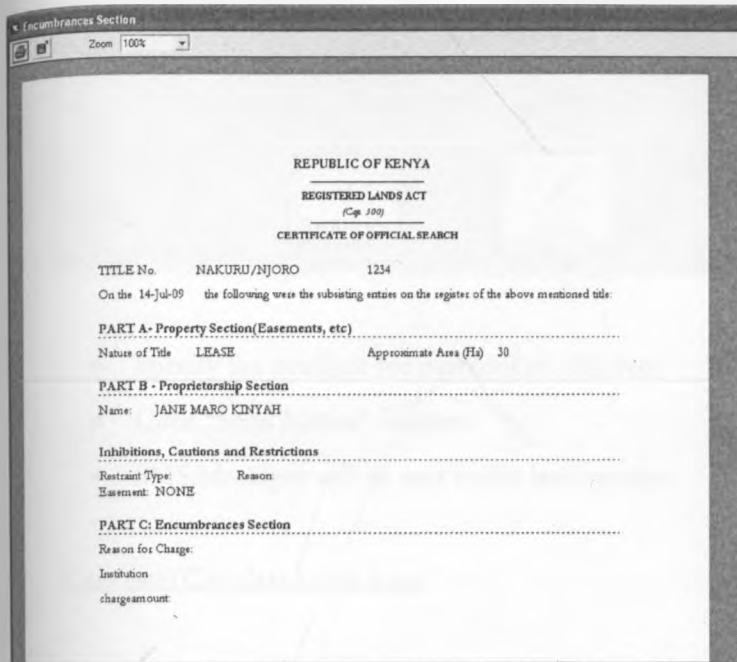 Encumbrances Section
Zoom 100%
REPUBLIC OF KENYA
REGISTERED LANDS ACT
(Cap. 300)
CERTIFICATE OF OFFICIAL SEARCH
TITLE No. NAKURU/NJORO 1234
On the 14-Jul-09 the following were the subsisting entries on the register of the above mentioned title:
PART A- Property Section(Easements, etc)
Nature of Title LEASE Approximate Area (Ha) 30
PART B - Proprietorship Section
Name: JANE MARO KINYAH
Inhibitions, Cautions and Restrictions
Restraint Type: Reason:
Easement: NONE
PART C: Encumbrances Section
Reason for Charge:
Institution
chargeamount: